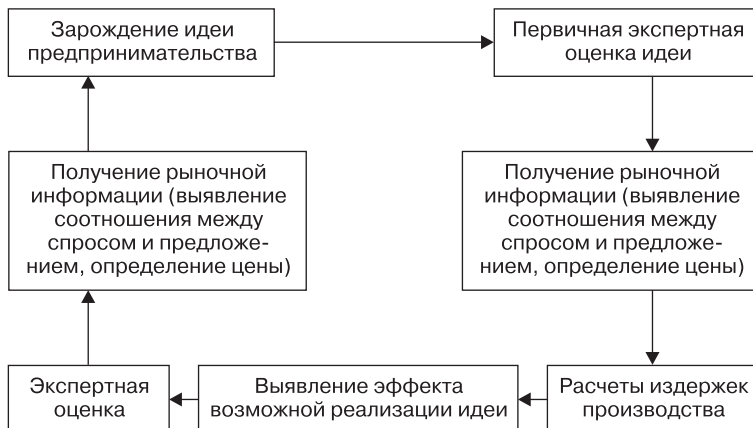 Зарождение идеи
предпринимательства
Первичная экспертная
оценка идеи
Получение рыночной
информации (выявление
соотношения между
спросом и предложе-
нием, определение цены)
Получение рыночной
информации (выявление
соотношения между
спросом и предложе-
нием, определение цены)
Экспертная
оценка
Выявление эффекта
возможной реализации идеи
Расчеты издержек
производства